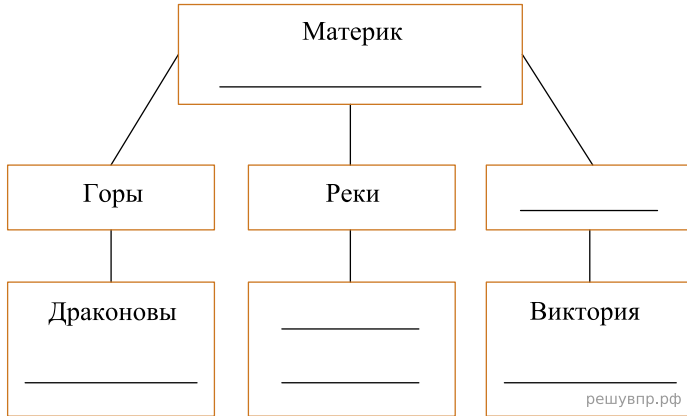 Материк
Горы
Реки
Драконовы
Виктория
решувпр.рф